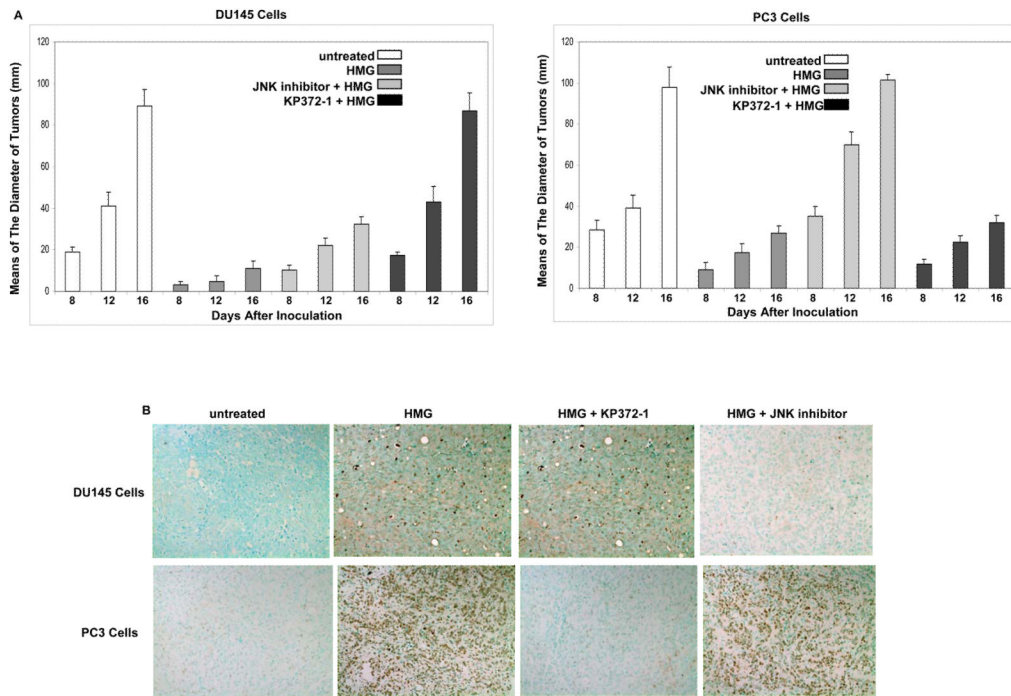 A
DU145 Cells
120
100
80
60
40
20
0
Means of The Diameter of Tumors (mm)
untreated
HMG
JNK inhibitor + HMG
KP372-1 + HMG
8 12 16 8 12 16 8 12 16 8 12 16
Days After Inoculation
PC3 Cells
120
100
80
60
40
20
0
Means of The Diameter of Tumors (mm)
untreated
HMG
JNK inhibitor + HMG
KP372-1 + HMG
8 12 16 8 12 16 8 12 16 8 12 16
Days After Inoculation
B
untreated HMG HMG + KP372-1 HMG + JNK inhibitor
DU145 Cells
PC3 Cells